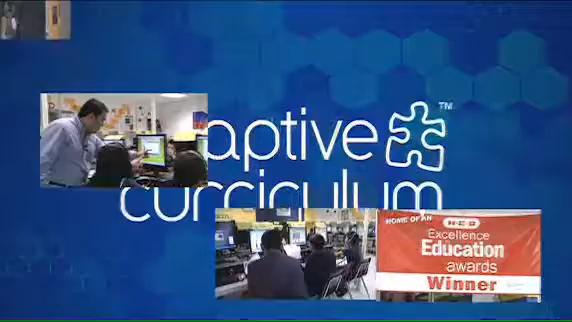 aptive ™
curriculum
HOME OF AN H-E-B
Excellence
Education
awards
Winner